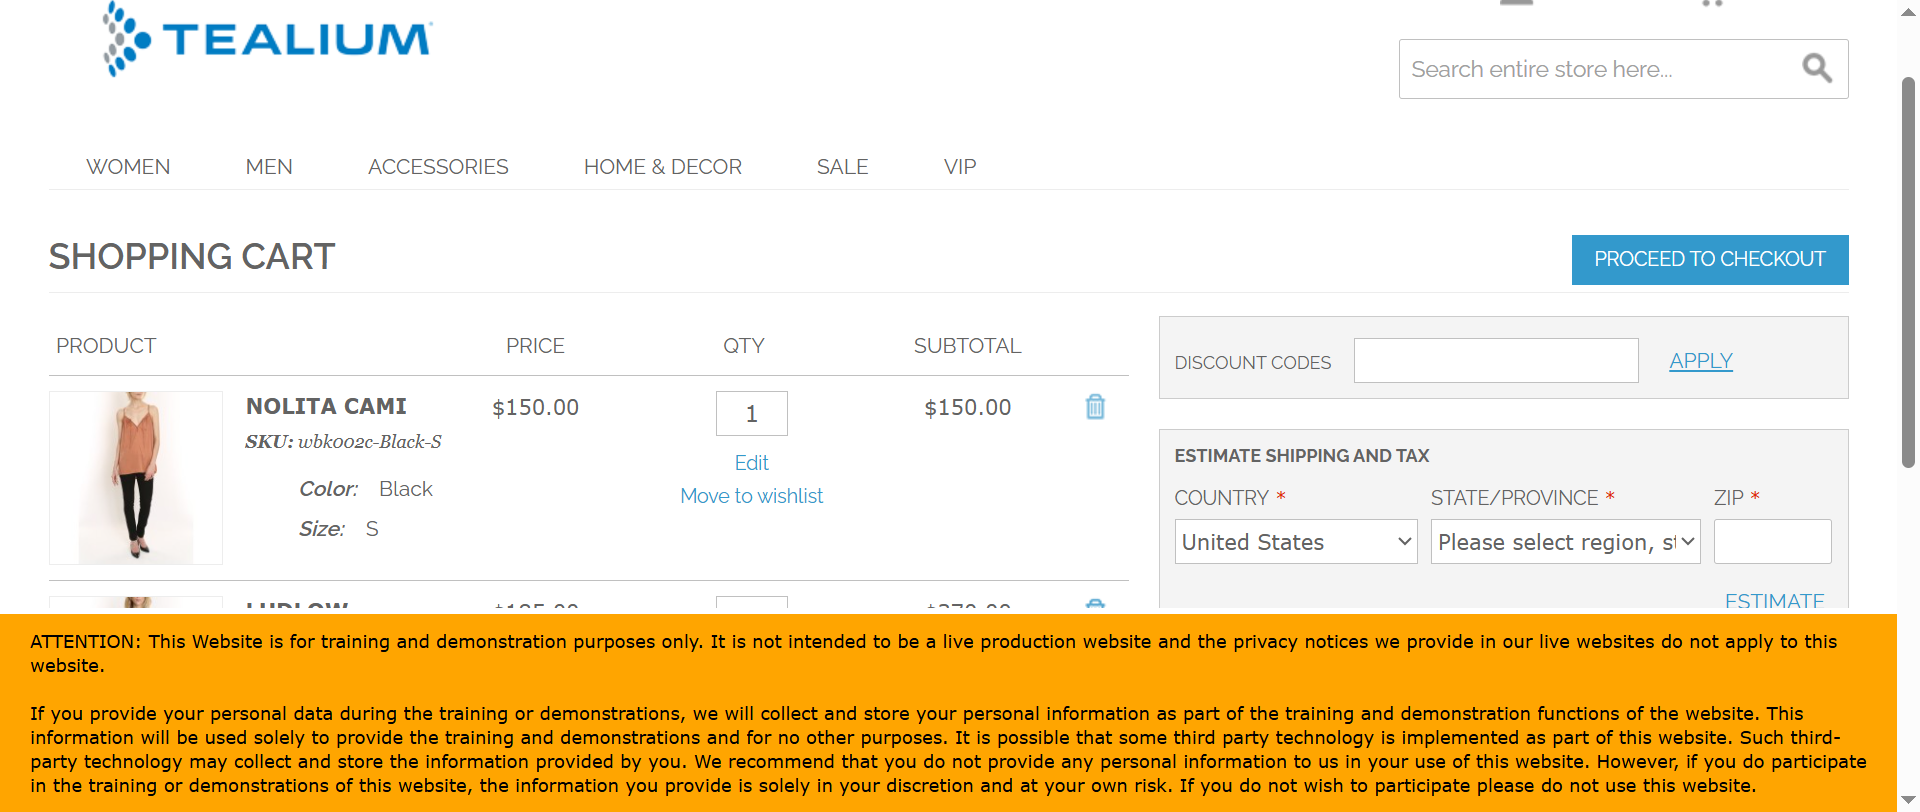 TEALIUM
Search entire store here...
WOMEN MEN ACCESSORIES HOME & DECOR SALE VIP
SHOPPING CART
PROCEED TO CHECKOUT
PRODUCT PRICE QTY SUBTOTAL
DISCOUNT CODES APPLY
NOLITA CAMI $150.00 1 $150.00
SKU: wbk002c-Black-S
Edit
Move to wishlist
Color: Black
Size: S
ESTIMATE SHIPPING AND TAX
COUNTRY * STATE/PROVINCE * ZIP *
United States Please select region, st
ESTIMATE
LUDLOW
ATTENTION: This Website is for training and demonstration purposes only. It is not intended to be a live production website and the privacy notices we provide in our live websites do not apply to this
website.
If you provide your personal data during the training or demonstrations, we will collect and store your personal information as part of the training and demonstration functions of the website. This
information will be used solely to provide the training and demonstrations and for no other purposes. It is possible that some third party technology is implemented as part of this website. Such third-
party technology may collect and store the information provided by you. We recommend that you do not provide any personal information to us in your use of this website. However, if you do participate
in the training or demonstrations of this website, the information you provide is solely in your discretion and at your own risk. If you do not wish to participate please do not use this website.